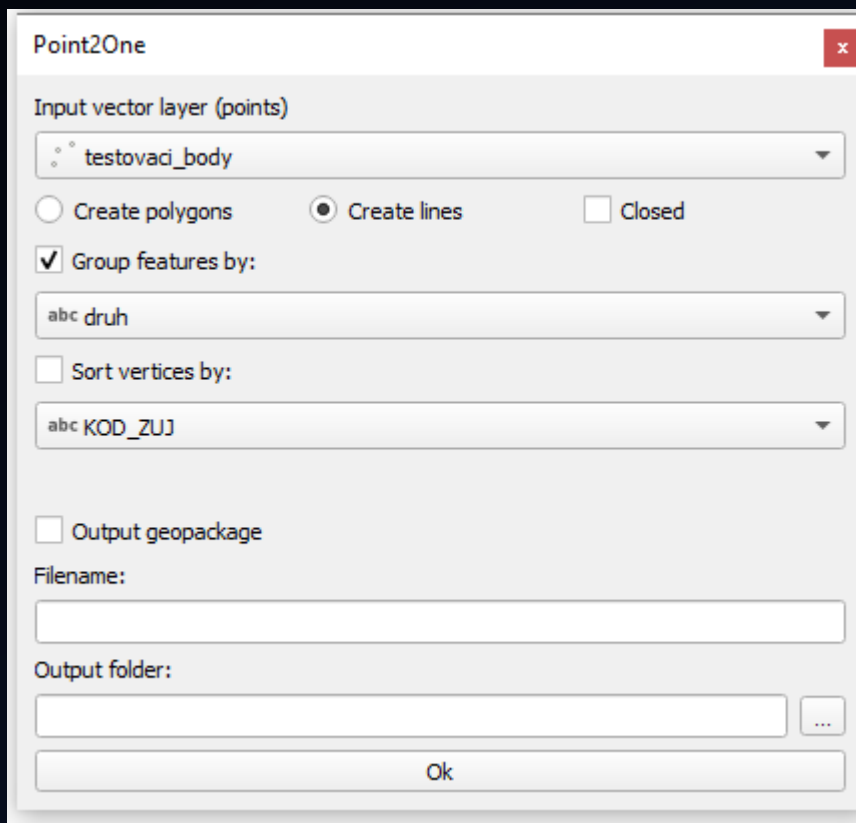 Point2One
x
Input vector layer (points)
testovaci_body
Create polygons Create lines Closed
Group features by:
abc druh
Sort vertices by:
abc KOD_ZUJ
Output geopackage
Filename:
Output folder:
...
Ok